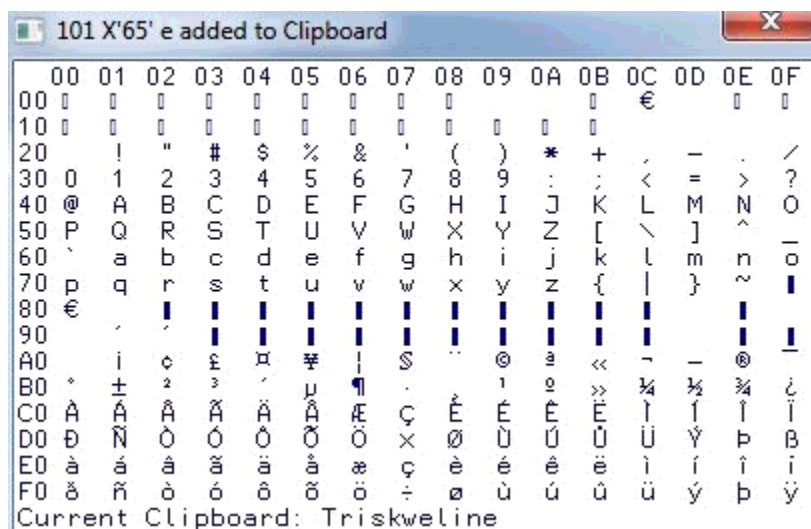 101 X'65' e added to Clipboard
00 01 02 03 04 05 06 07 08 09 0A 0B 0C 0D 0E 0F
00 €
10
20 ! " # $ % & ' ( ) * + , – . /
30 0 1 2 3 4 5 6 7 8 9 : ; < = > ?
40 @ A B C D E F G H I J K L M N O
50 P Q R S T U V W X Y Z [ \ ] ^ _
60 ` a b c d e f g h i j k l m n o
70 p q r s t u v w x y z { | } ~
80 €
90 ´ ´
A0 ¡ ¢ £ ¤ ¥ ¦ § ¨ © ª « ¬ – ® ¯
B0 ° ± ² ³ ´ µ ¶ · ¸ ¹ º » ¼ ½ ¾ ¿
C0 À Á Â Ã Ä Å Æ Ç È É Ê Ë Ì Í Î Ï
D0 Ð Ñ Ò Ó Ô Õ Ö × Ø Ù Ú Û Ü Ý Þ ß
E0 à á â ã ä å æ ç è é ê ë ì í î ï
F0 ð ñ ò ó ô õ ö ÷ ø ù ú û ü ý þ ÿ
Current Clipboard: Triskweline